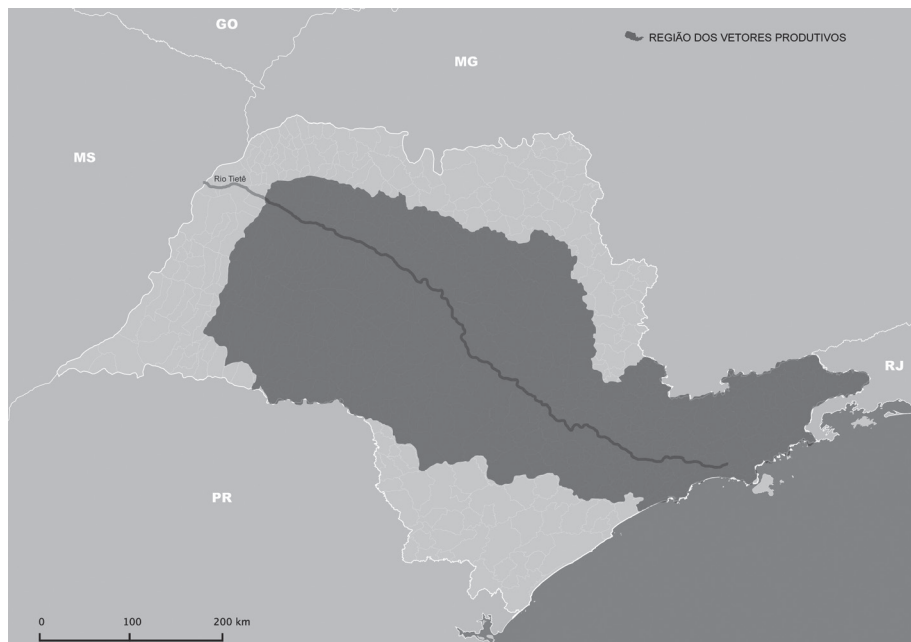 GO
REGIÃO DOS VETORES PRODUTIVOS
MG
MS
Rio Tietê
RJ
PR
0 100 200 km